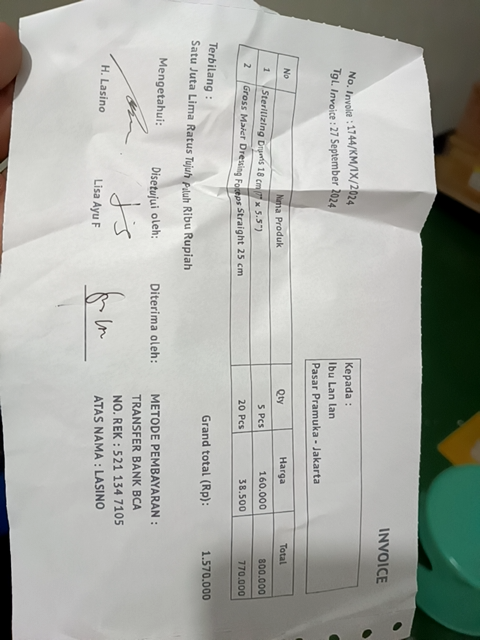 INVOICE
No. Invoice : 1744/KM/IX/2024
Tgl. Invoice : 27 September 2024
Kepada :
Ibu Lan lan
Pasar Pramuka - Jakarta
No Nma Produk Qty Harga Total
1 Sterilizing Drums 18 cm(7" x 5.5") 5 Pcs 160.000 800.000
2 Gross Maier Dressing Forceps Straight 25 cm 20 Pcs 38.500 770.000
Grand total (Rp): 1.570.000
Terbilang :
Satu Juta Lima Ratus Tujuh Puluh Ribu Rupiah
Mengetahui: Disetujui oleh: Diterima oleh:
H. Lasino Lisa Ayu F
METODE PEMBAYARAN :
TRANSFER BANK BCA
NO. REK : 521 134 7105
ATAS NAMA : LASINO